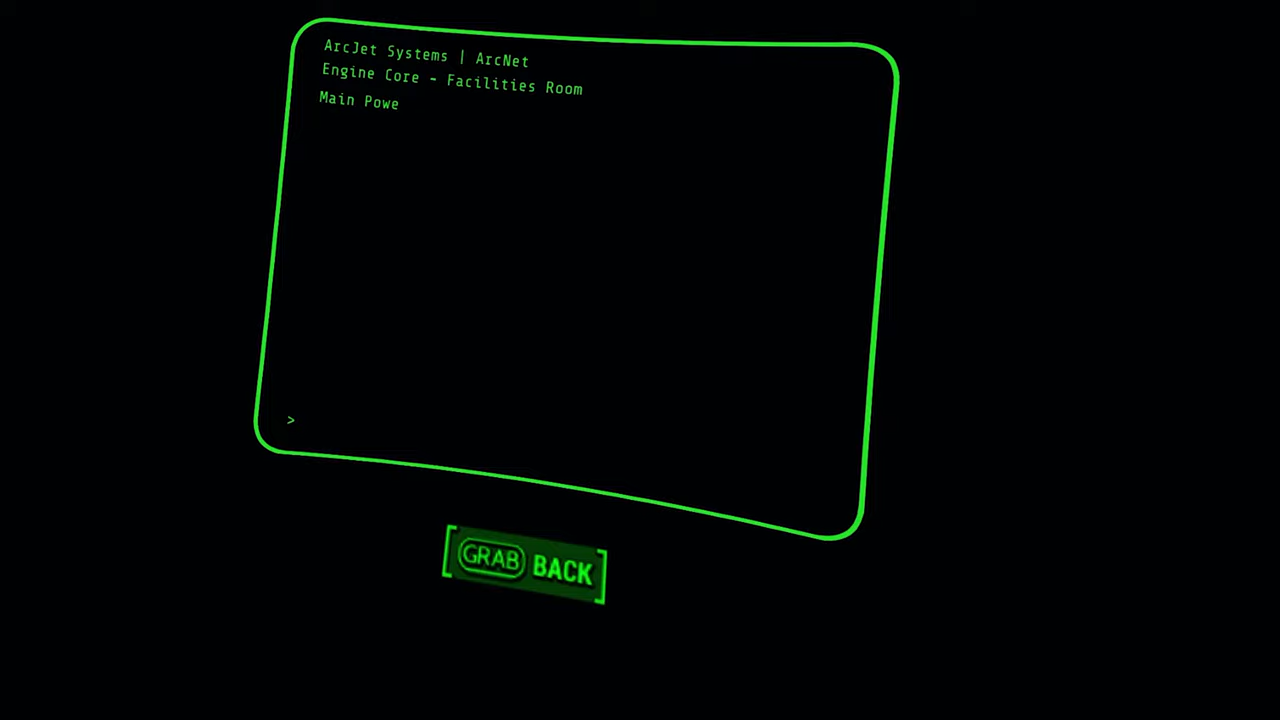 ArcJet Systems | ArcNet
Engine Core - Facilities Room
Main Powe
>
GRAB BACK